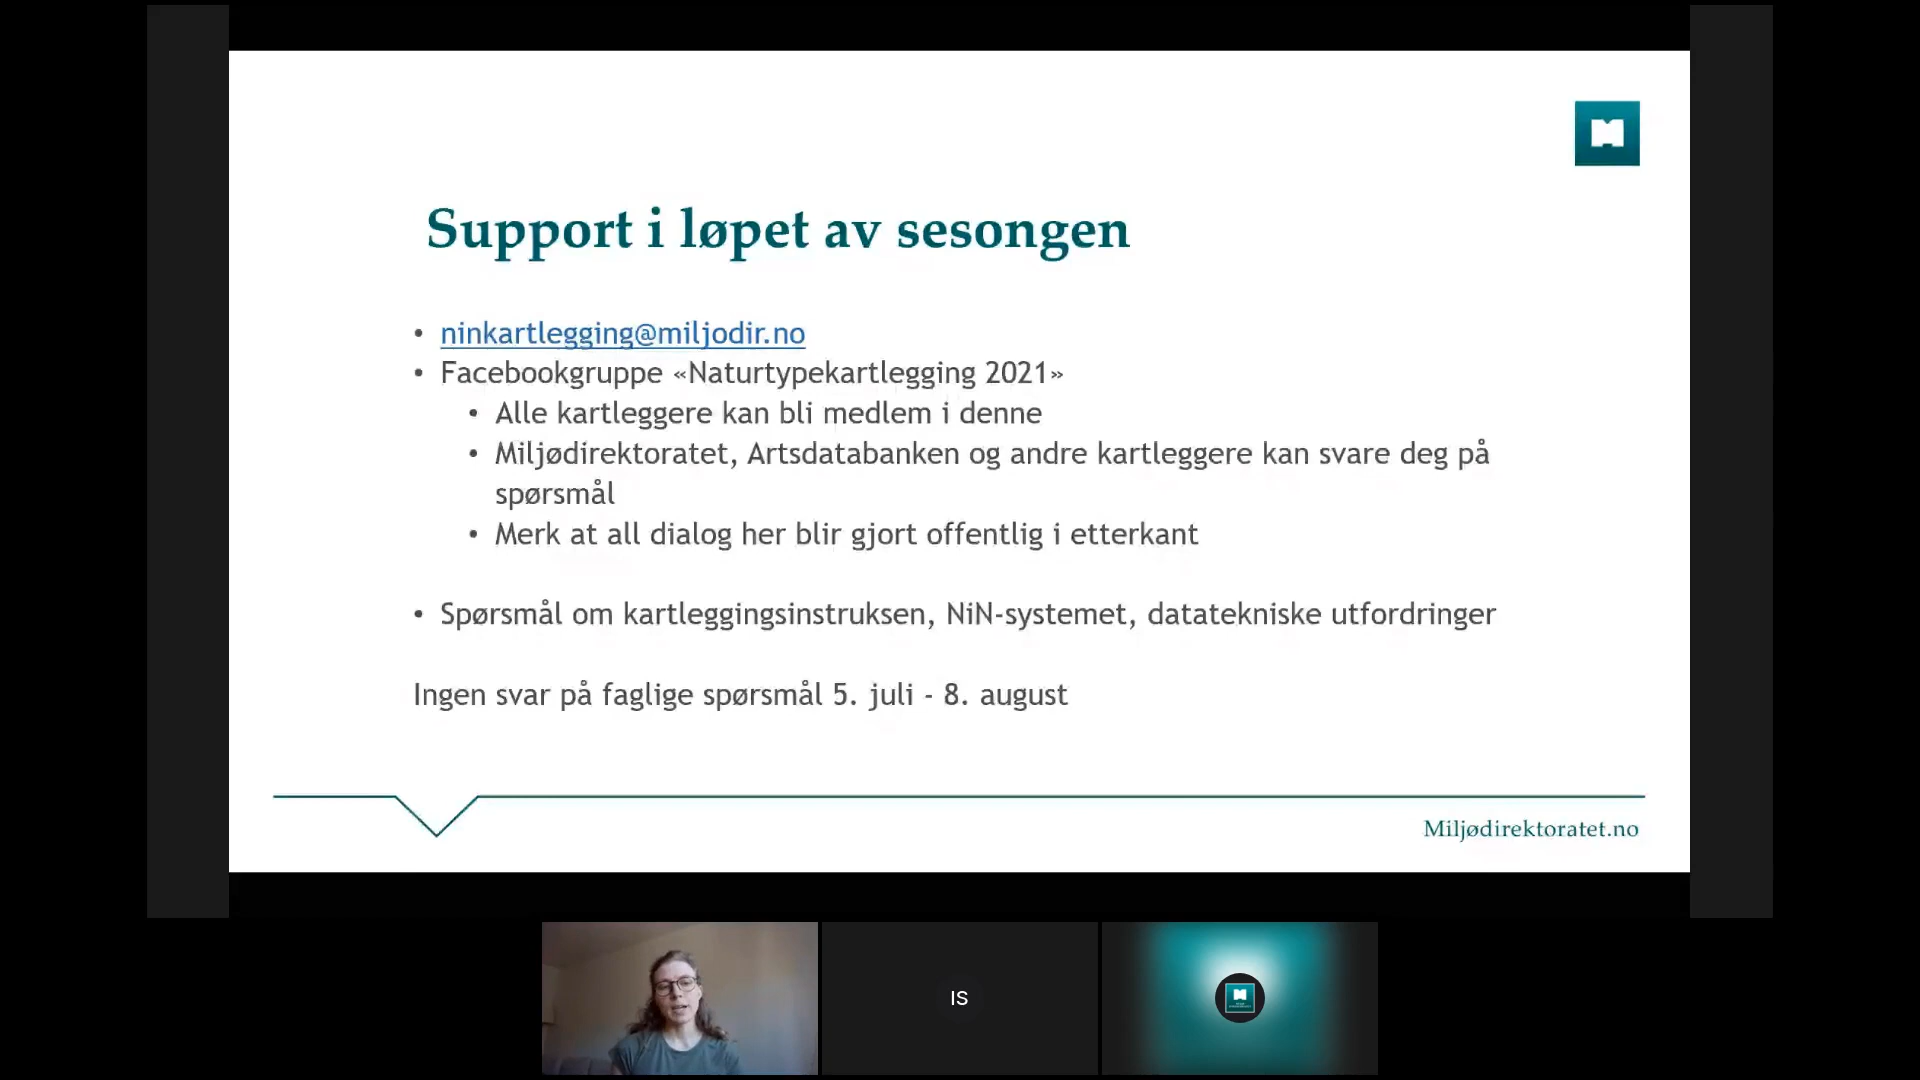 Support i løpet av sesongen
• ninkartlegging@miljodir.no
• Facebookgruppe «Naturtypekartlegging 2021»
• Alle kartleggere kan bli medlem i denne
• Miljødirektoratet, Artsdatabanken og andre kartleggere kan svare deg på
spørsmål
• Merk at all dialog her blir gjort offentlig i etterkant
• Spørsmål om kartleggingsinstruksen, NiN-systemet, datatekniske utfordringer
Ingen svar på faglige spørsmål 5. juli - 8. august
Miljødirektoratet.no
IS